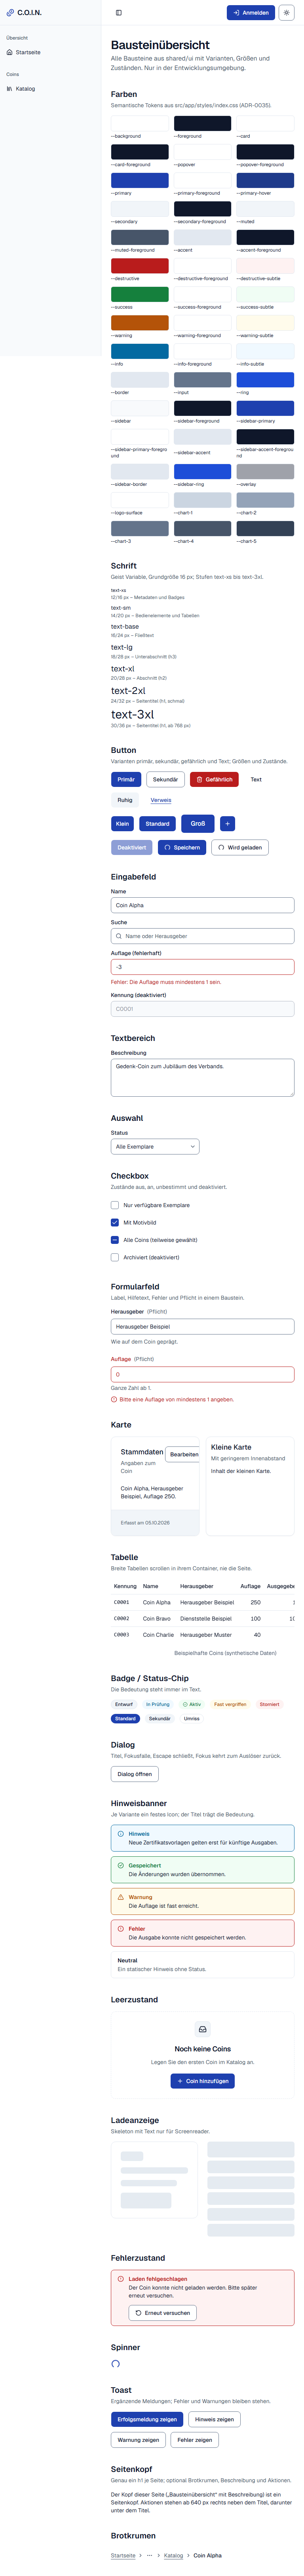 C.O.I.N.
Anmelden
Übersicht
Startseite
Coins
Katalog
Bausteinübersicht
Alle Bausteine aus shared/ui mit Varianten, Größen und
Zuständen. Nur in der Entwicklungsumgebung.
Farben
Semantische Tokens aus src/app/styles/index.css (ADR-0035).
--background
--foreground
--card
--card-foreground
--popover
--popover-foreground
--primary
--primary-foreground
--primary-hover
--secondary
--secondary-foreground
--muted
--muted-foreground
--accent
--accent-foreground
--destructive
--destructive-foreground
--destructive-subtle
--success
--success-foreground
--success-subtle
--warning
--warning-foreground
--warning-subtle
--info
--info-foreground
--info-subtle
--border
--input
--ring
--sidebar
--sidebar-foreground
--sidebar-primary
--sidebar-primary-foregro
und
--sidebar-accent
--sidebar-accent-foregrou
nd
--sidebar-border
--sidebar-ring
--overlay
--login-surface
--chart-1
--chart-2
--chart-3
--chart-4
--chart-5
Schrift
Geist Variable, Grundgröße 16 px; Stufen text-xs bis text-3xl.
text-xs
12/16 px – Metadaten und Badges
text-sm
14/20 px – Bedienelemente und Tabellen
text-base
16/24 px – Fließtext
text-lg
18/28 px – Unterabschnitt (h3)
text-xl
20/28 px – Abschnitt (h2)
text-2xl
24/32 px – Seitentitel (h1, schmal)
text-3xl
30/36 px – Seitentitel (h1, ab 768 px)
Button
Varianten primär, sekundär, gefährlich und Text; Größen und Zustände.
Primär
Sekundär
Gefährlich
Text
Ruhig
Verweis
Klein
Standard
Groß
Deaktiviert
Speichern
Wird geladen
Eingabefeld
Name
Coin Alpha
Suche
Name oder Herausgeber
Auflage (fehlerhaft)
-3
Fehler: Die Auflage muss mindestens 1 sein.
Kennung (deaktiviert)
C0001
Textbereich
Beschreibung
Gedenk-Coin zum Jubiläum des Verbands.
Auswahl
Status
Alle Exemplare
Checkbox
Zustände aus, an, unbestimmt und deaktiviert.
Nur verfügbare Exemplare
Mit Motivbild
Alle Coins (teilweise gewählt)
Archiviert (deaktiviert)
Formularfeld
Label, Hilfetext, Fehler und Pflicht in einem Baustein.
Herausgeber (Pflicht)
Herausgeber Beispiel
Wie auf dem Coin geprägt.
Auflage (Pflicht)
0
Ganze Zahl ab 1.
Bitte eine Auflage von mindestens 1 angeben.
Karte
Stammdaten
Bearbeiten
Angaben zum
Coin
Coin Alpha, Herausgeber
Beispiel, Auflage 250.
Erfasst am 05.10.2026
Kleine Karte
Mit geringerem Innenabstand
Inhalt der kleinen Karte.
Tabelle
Breite Tabellen scrollen in ihrem Container, nie die Seite.
Kennung Name Herausgeber Auflage Ausgegeben
C0001 Coin Alpha Herausgeber Beispiel 250
C0002 Coin Bravo Dienststelle Beispiel 100 10
C0003 Coin Charlie Herausgeber Muster 40
Beispielhafte Coins (synthetische Daten)
Badge / Status-Chip
Die Bedeutung steht immer im Text.
Entwurf
In Prüfung
Aktiv
Fast vergriffen
Storniert
Standard
Sekundär
Umriss
Dialog
Titel, Fokusfalle, Escape schließt, Fokus kehrt zum Auslöser zurück.
Dialog öffnen
Hinweisbanner
Je Variante ein festes Icon; der Titel trägt die Bedeutung.
Hinweis
Neue Zertifikatsvorlagen gelten erst für künftige Ausgaben.
Gespeichert
Die Änderungen wurden übernommen.
Warnung
Die Auflage ist fast erreicht.
Fehler
Die Ausgabe konnte nicht gespeichert werden.
Neutral
Ein statischer Hinweis ohne Status.
Leerzustand
Noch keine Coins
Legen Sie den ersten Coin im Katalog an.
Coin hinzufügen
Ladeanzeige
Skeleton mit Text nur für Screenreader.
Fehlerzustand
Laden fehlgeschlagen
Der Coin konnte nicht geladen werden. Bitte später
erneut versuchen.
Erneut versuchen
Spinner
Toast
Ergänzende Meldungen; Fehler und Warnungen bleiben stehen.
Erfolgsmeldung zeigen
Hinweis zeigen
Warnung zeigen
Fehler zeigen
Seitenkopf
Genau ein h1 je Seite; optional Brotkrumen, Beschreibung und Aktionen.
Der Kopf dieser Seite („Bausteinübersicht“ mit Beschreibung) ist ein
Seitenkopf. Aktionen stehen ab 640 px rechts neben dem Titel, darunter
unter dem Titel.
Brotkrumen
Startseite > ··· > Katalog > Coin Alpha